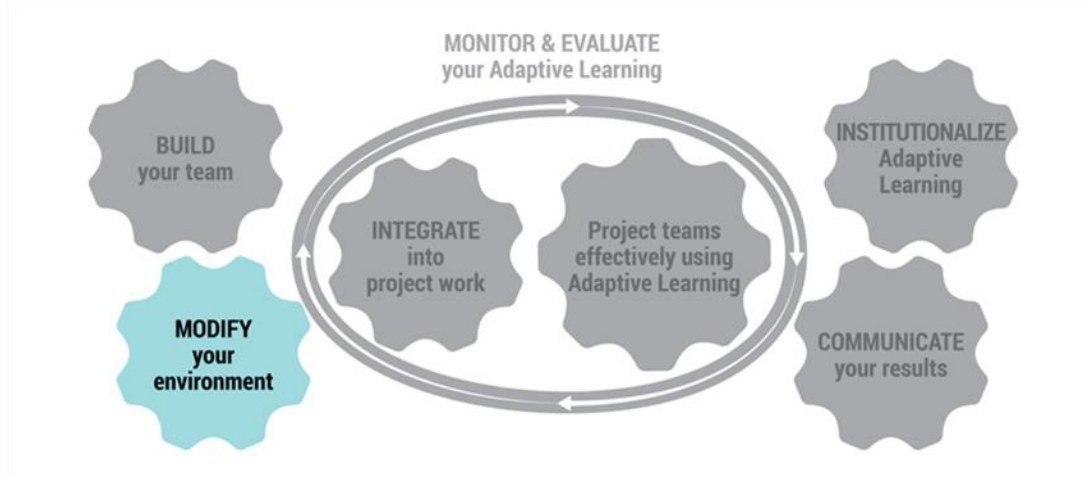 MONITOR & EVALUATE
your Adaptive Learning
BUILD
your team
INSTITUTIONALIZE
Adaptive
Learning
INTEGRATE
into
project work
Project teams
effectively using
Adaptive Learning
MODIFY
your
environment
COMMUNICATE
your results